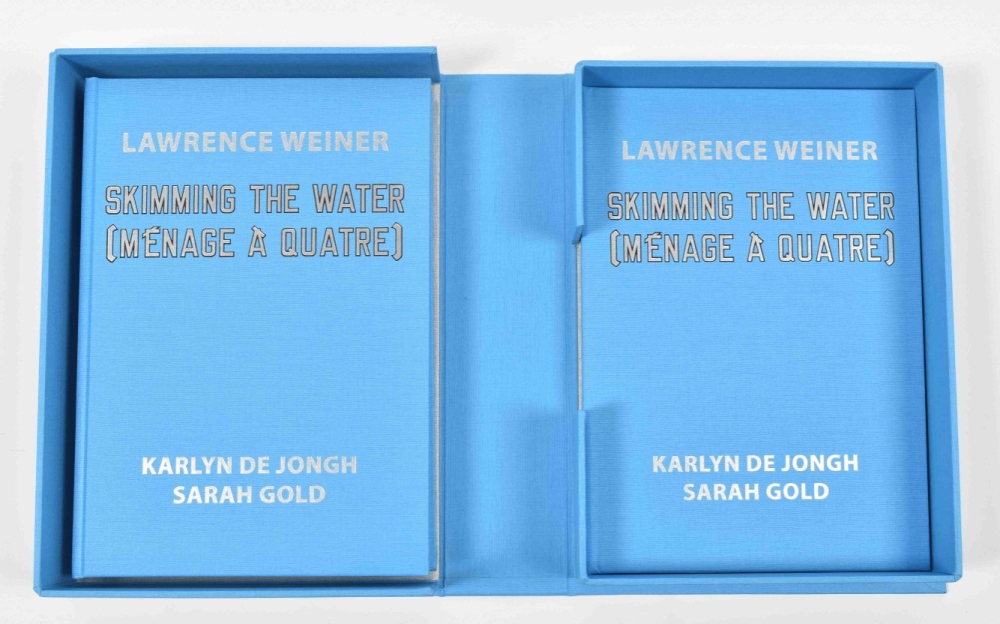 LAWRENCE WEINER
SKIMMING THE WATER
(MÉNAGE À QUATRE)
KARLYN DE JONGH
SARAH GOLD
LAWRENCE WEINER
SKIMMING THE WATER
(MÉNAGE À QUATRE)
KARLYN DE JONGH
SARAH GOLD